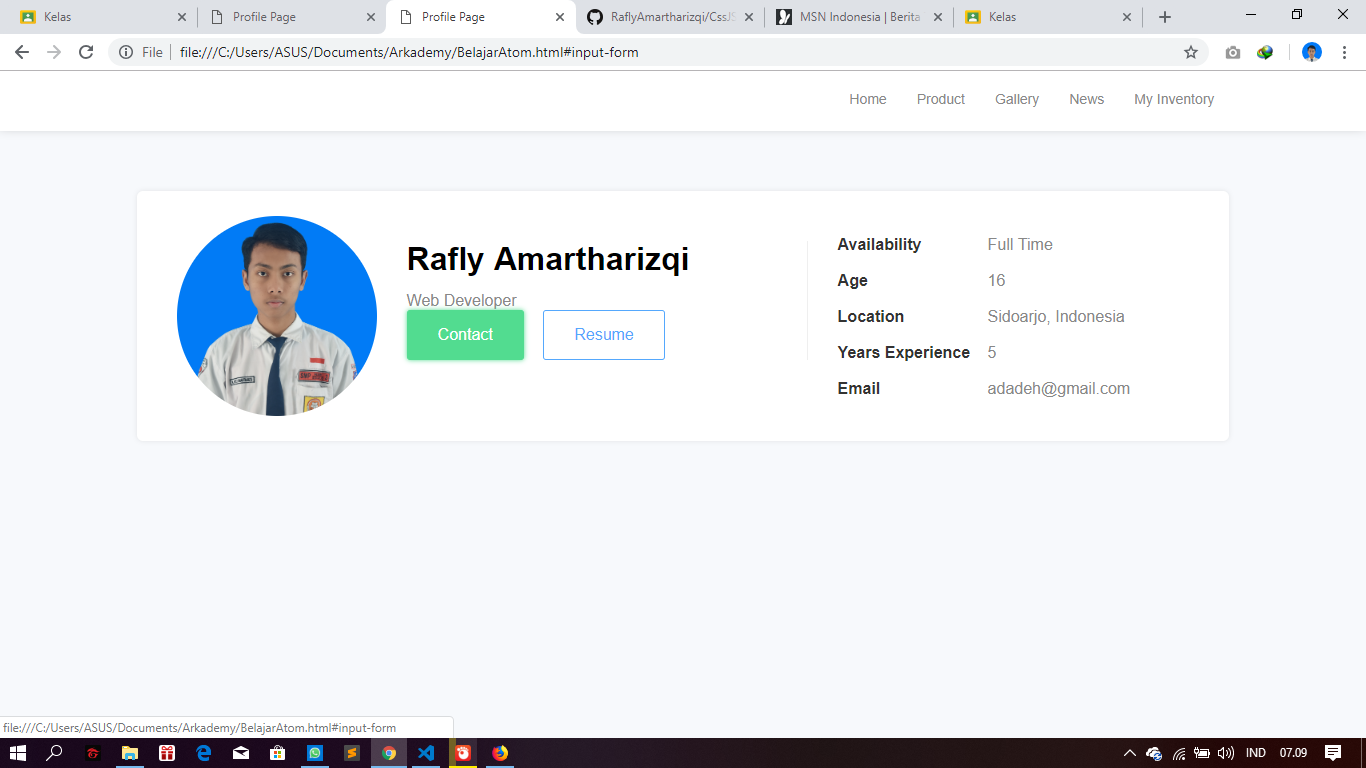 Kelas
Profile Page
Profile Page
RaflyAmartharizqi/CssJS
MSN Indonesia | Berita
Kelas
File
file:///C:/Users/ASUS/Documents/Arkademy/BelajarAtom.html#input-form
Home Product Gallery News My Inventory
Rafly Amartharizqi
Web Developer
Contact Resume
Availability Full Time
Age 16
Location Sidoarjo, Indonesia
Years Experience 5
Email adadeh@gmail.com
file:///C:/Users/ASUS/Documents/Arkademy/BelajarAtom.html#input-form
IND 07.09